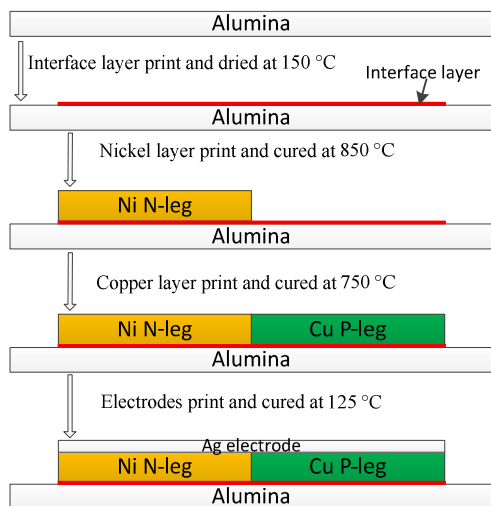 Alumina
Interface layer print and dried at 150 °C
Interface layer
Alumina
Nickel layer print and cured at 850 °C
Ni N-leg
Alumina
Copper layer print and cured at 750 °C
Ni N-leg Cu P-leg
Alumina
Electrodes print and cured at 125 °C
Ag electrode
Ni N-leg Cu P-leg
Alumina